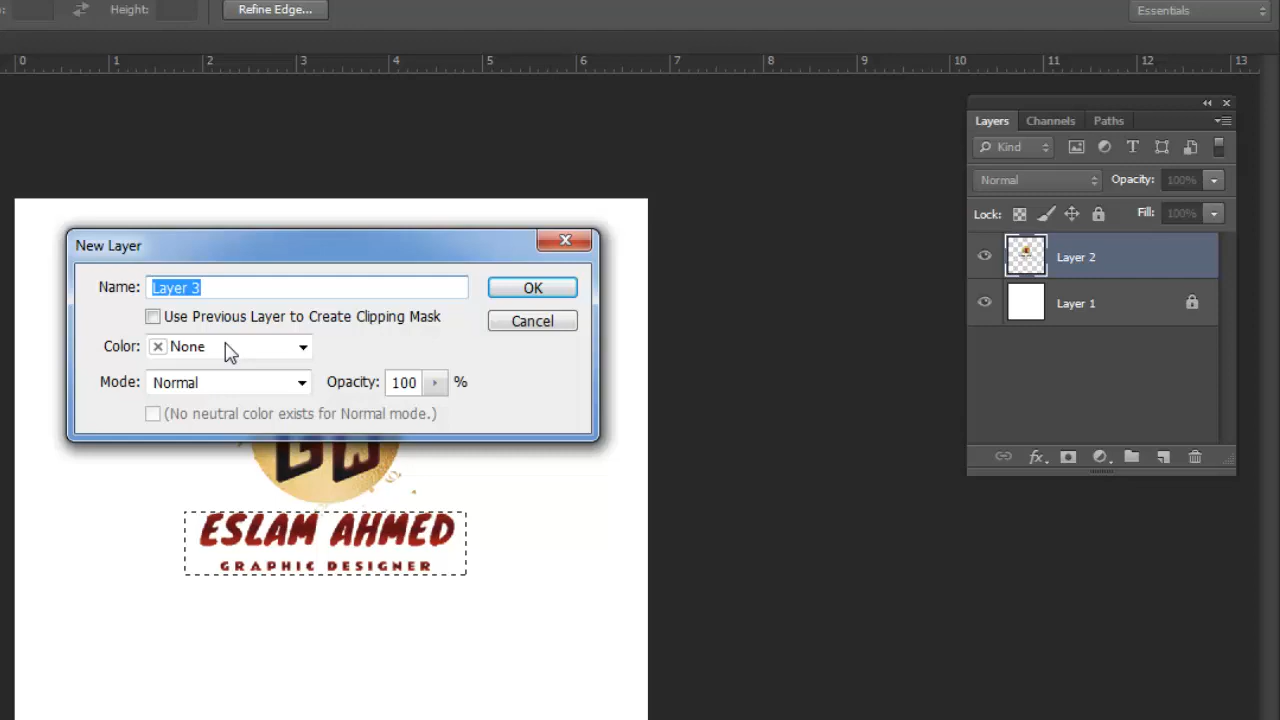 Height:
Refine Edge...
Essentials
0 1 2 3 4 5 6 7 8 9 10 11 12 13
Layers Channels Paths
Kind
Normal Opacity: 100%
Lock: Fill: 100%
Layer 2
Layer 1
fx
New Layer
Name: Layer 3 OK
Use Previous Layer to Create Clipping Mask Cancel
Color: None
Mode: Normal Opacity: 100 %
(No neutral color exists for Normal mode.)
ESLAM AHMED
GRAPHIC DESIGNER